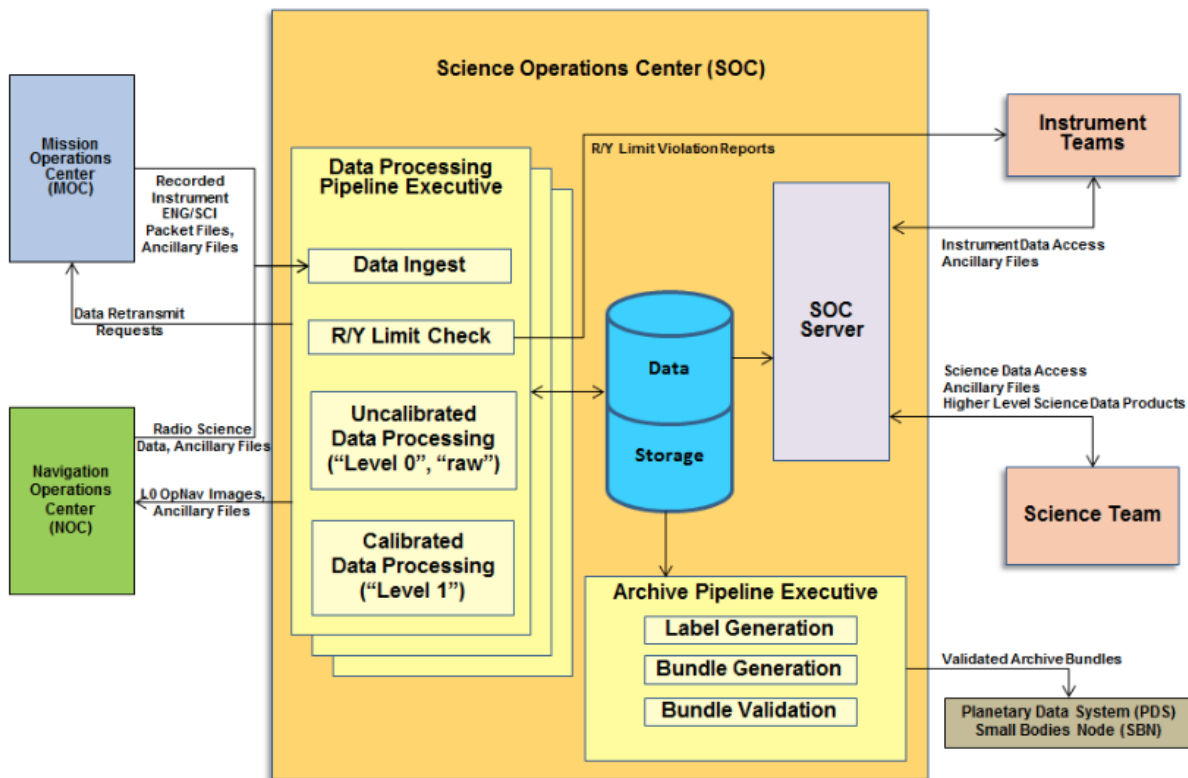 Science Operations Center (SOC)
Mission
Operations
Center
(MOC)
Recorded
Instrument
ENG/SCI
Packet Files,
Ancillary Files
Data Retransmit
Requests
Navigation
Operations
Center
(NOC)
Radio Science
Data, Ancillary Files
L0 OpNav Images,
Ancillary Files
Data Processing
Pipeline Executive
Data Ingest
R/Y Limit Check
Uncalibrated
Data Processing
(“Level 0”, “raw”)
Calibrated
Data Processing
(“Level 1”)
R/Y Limit Violation Reports
Data
Storage
SOC
Server
Archive Pipeline Executive
Label Generation
Bundle Generation
Bundle Validation
Instrument
Teams
Instrument Data Access
Ancillary Files
Science Data Access
Ancillary Files
Higher Level Science Data Products
Science Team
Validated Archive Bundles
Planetary Data System (PDS)
Small Bodies Node (SBN)